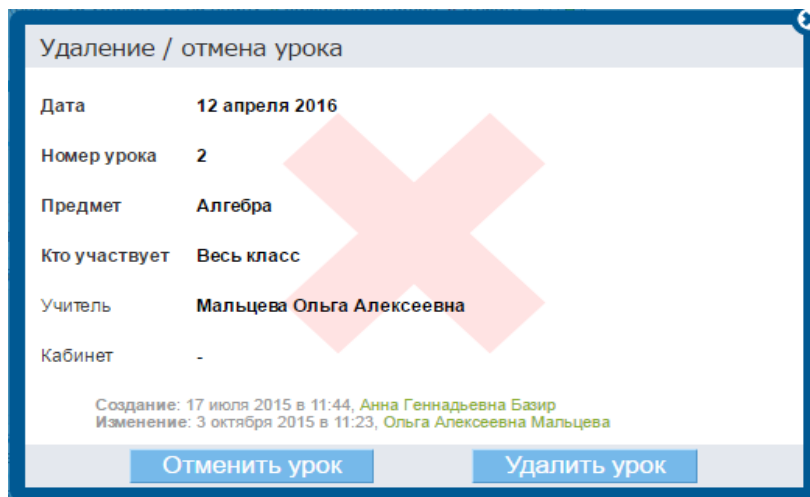 Удаление / отмена урока
Дата 12 апреля 2016
Номер урока 2
Предмет Алгебра
Кто участвует Весь класс
Учитель Мальцева Ольга Алексеевна
Кабинет -
Создание: 17 июля 2015 в 11:44, Анна Геннадьевна Базир
Изменение: 3 октября 2015 в 11:23, Ольга Алексеевна Мальцева
Отменить урок Удалить урок